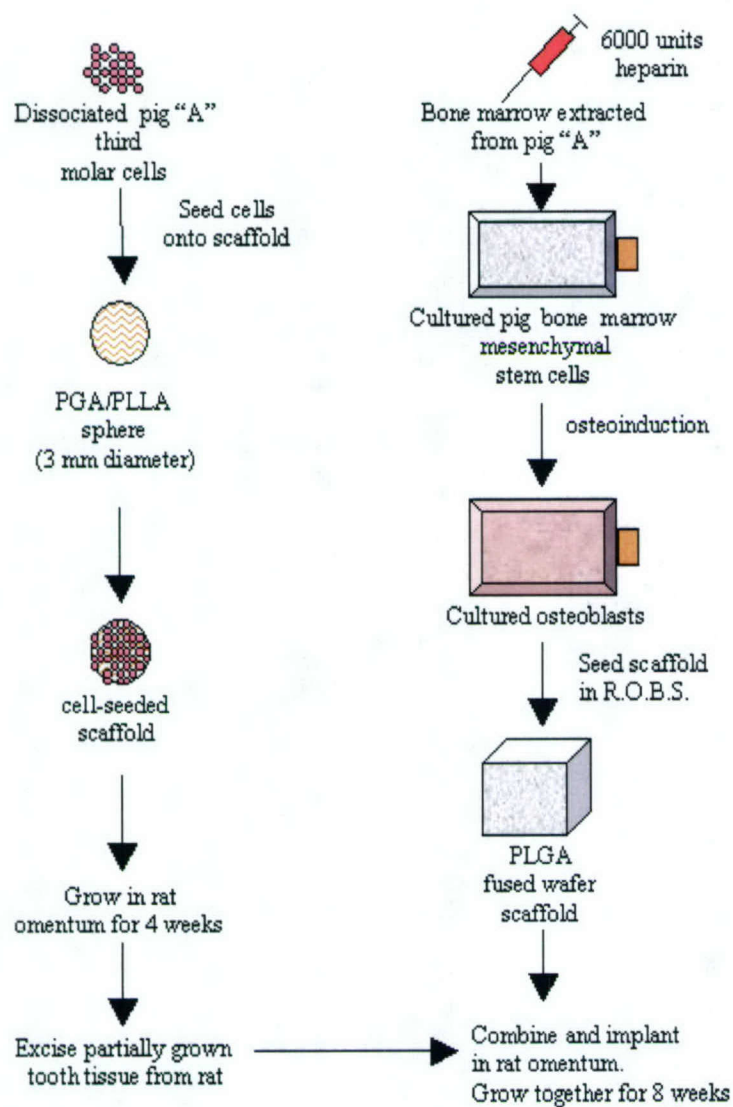 Dissociated pig “A”
third
molar cells
Seed cells
onto scaffold
PGA/PLLA
sphere
(3 mm diameter)
cell-seeded
scaffold
Grow in rat
omentum for 4 weeks
Excise partially grown
tooth tissue from rat
6000 units
heparin
Bone marrow extracted
from pig “A”
Cultured pig bone marrow
mesenchymal
stem cells
osteoinduction
Cultured osteoblasts
Seed scaffold
in R.O.B.S.
PLGA
fused wafer
scaffold
Combine and implant
in rat omentum.
Grow together for 8 weeks